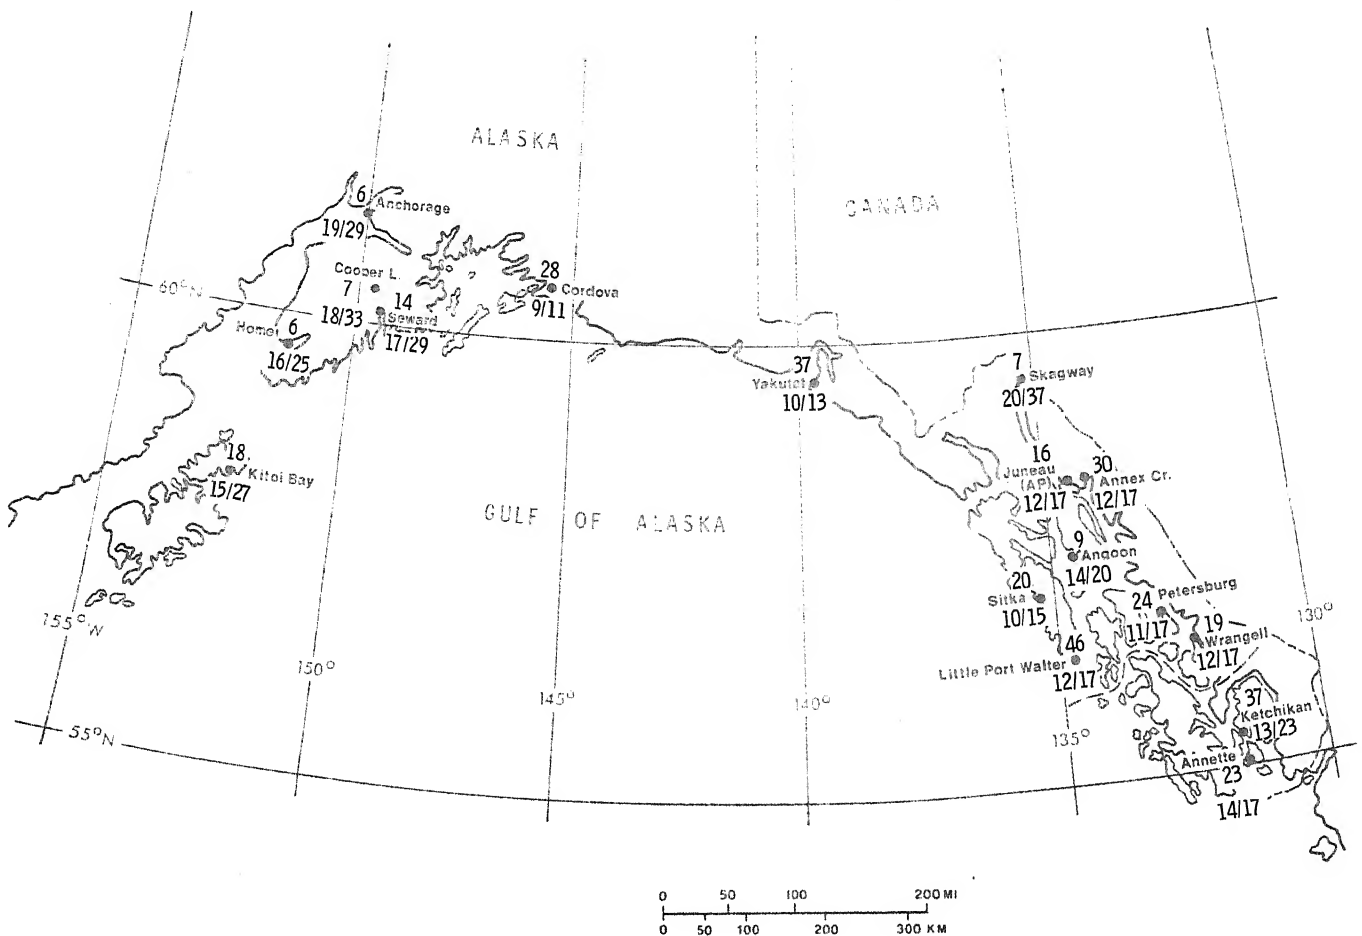 ALASKA
CANADA
6
Anchorage
19/29
Cooper L.
7
18/33
14
Seward
17/29
28
Cordova
9/11
60°N
Homer
6
16/25
37
Yakutat
10/13
7
Skagway
20/37
18
Kitoi Bay
15/27
16
Juneau
(AP)
12/17
30
Annex Cr.
12/17
GULF OF ALASKA
9
Angoon
14/20
20
Sitka
10/15
24
Petersburg
11/17
19
Wrangell
12/17
130°
155°W
46
Little Port Walter
12/17
150°
145°
140°
135°
37
Ketchikan
13/23
55°N
Annette
23
14/17
0 50 100 200 MI
0 50 100 200 300 KM